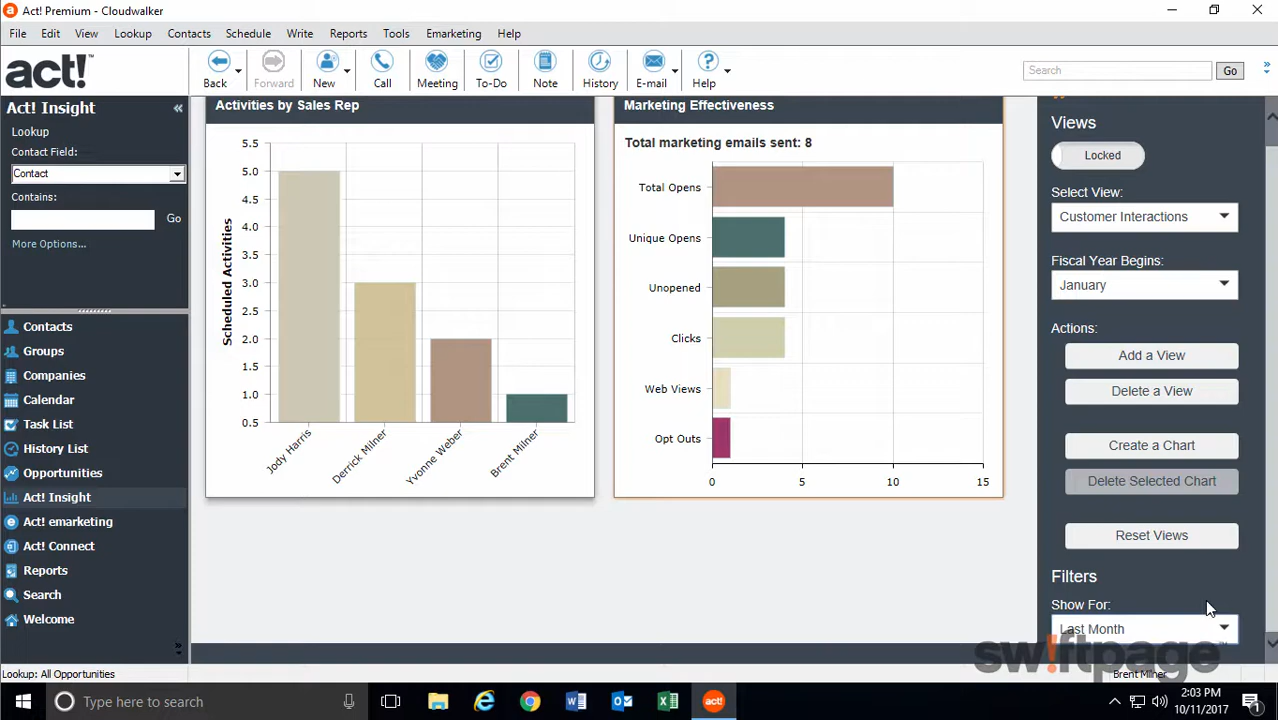 Act! Premium - Cloudwalker
File Edit View Lookup Contacts Schedule Write Reports Tools Emarketing Help
act!™
Back Forward New Call Meeting To-Do Note History E-mail Help
Search Go
Act! Insight
Lookup
Contact Field:
Contact
Contains:
Go
More Options...
Contacts
Groups
Companies
Calendar
Task List
History List
Opportunities
Act! Insight
Act! emarketing
Act! Connect
Reports
Search
Welcome
Activities by Sales Rep
Scheduled Activities
5.5
5.0
4.5
4.0
3.5
3.0
2.5
2.0
1.5
1.0
0.5
Jody Harris Derrick Milner Yvonne Weber Brent Milner
Marketing Effectiveness
Total marketing emails sent: 8
Total Opens
Unique Opens
Unopened
Clicks
Web Views
Opt Outs
0 5 10 15
Views
Locked
Select View:
Customer Interactions
Fiscal Year Begins:
January
Actions:
Add a View
Delete a View
Create a Chart
Delete Selected Chart
Reset Views
Filters
Show For:
Last Month
sw!ftpage™
Lookup: All Opportunities
Brent Milner
Type here to search
2:03 PM
10/11/2017
1